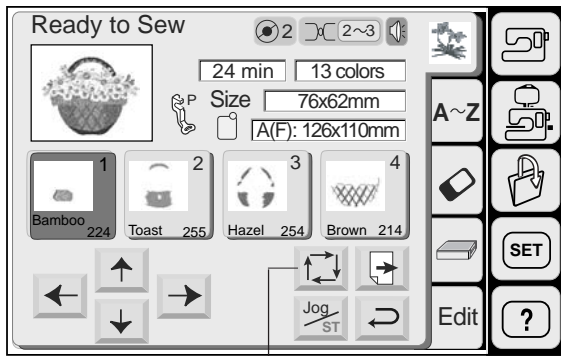 Ready to Sew
2
2~3
24 min
13 colors
P
Size
76x62mm
A(F): 126x110mm
A~Z
1
2
3
4
Bamboo
224
Toast 255
Hazel 254
Brown 214
SET
Jog
ST
Edit
?